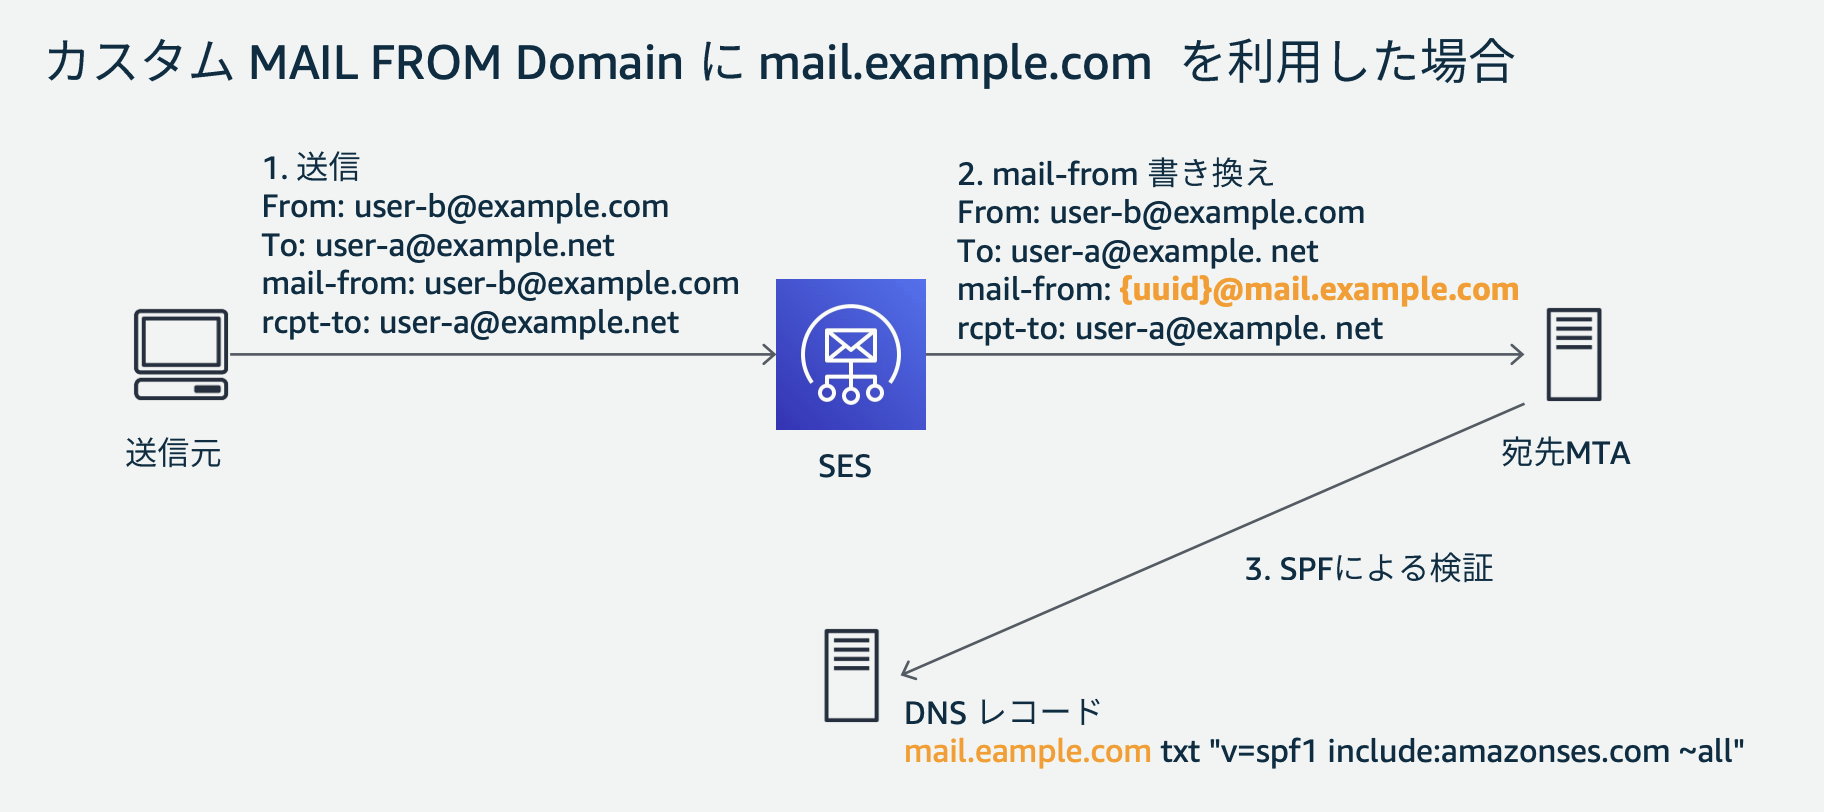 カスタム MAIL FROM Domain に mail.example.com を利用した場合
1. 送信
From: user-b@example.com
To: user-a@example.net
mail-from: user-b@example.com
rcpt-to: user-a@example.net
2. mail-from 書き換え
From: user-b@example.com
To: user-a@example. net
mail-from: {uuid}@mail.example.com
rcpt-to: user-a@example. net
送信元
SES
宛先MTA
3. SPFによる検証
DNS レコード
mail.eample.com txt "v=spf1 include:amazonses.com ~all"